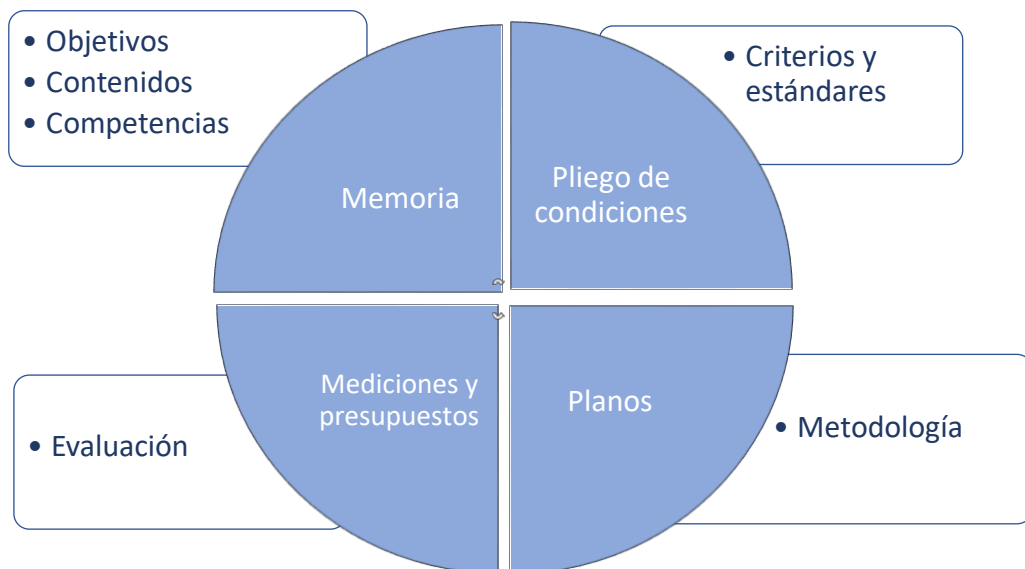 • Objetivos
• Contenidos
• Competencias
• Criterios y
estándares
Memoria
Pliego de
condiciones
Mediciones y
presupuestos
Planos
• Evaluación
• Metodología